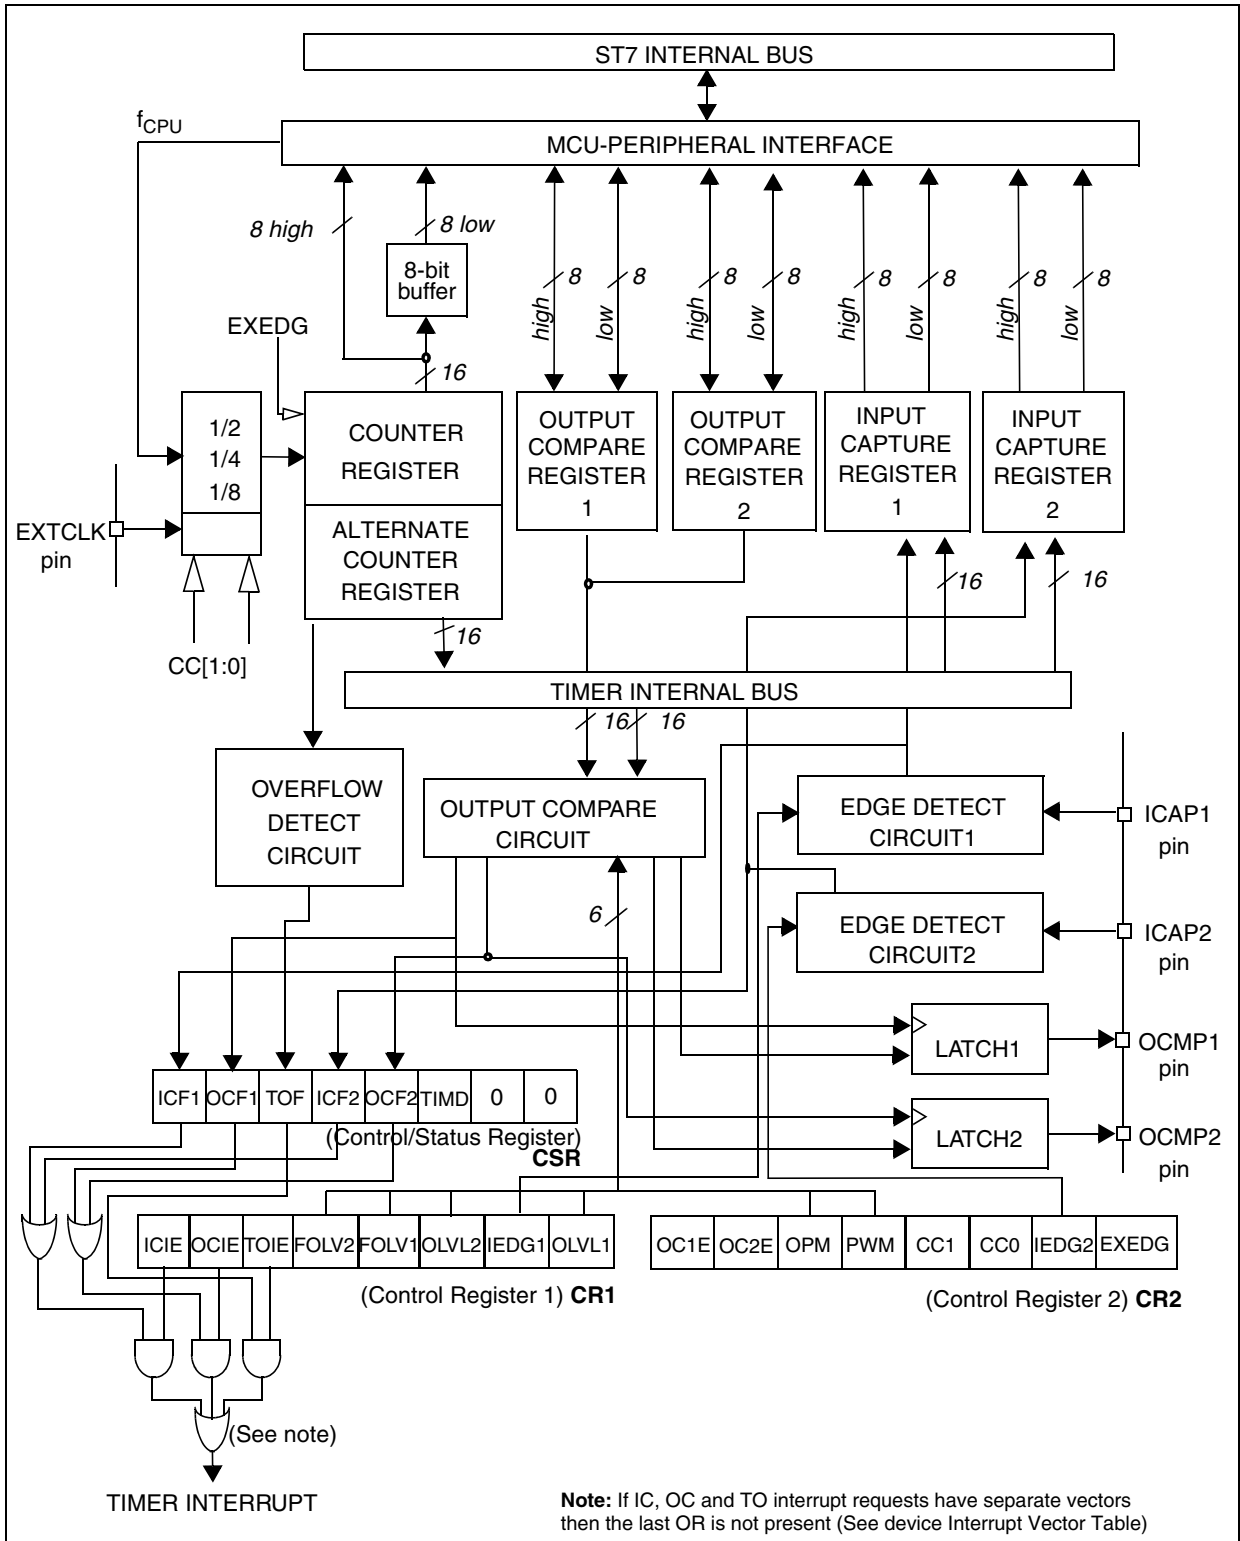 ST7 INTERNAL BUS
fCPU
MCU-PERIPHERAL INTERFACE
8 high
8 low
8-bit
buffer
8
8
8
8
8
8
8
8
high
low
high
low
high
low
high
low
EXEDG
16
1/2
1/4
1/8
COUNTER
REGISTER
OUTPUT
COMPARE
REGISTER
1
OUTPUT
COMPARE
REGISTER
2
INPUT
CAPTURE
REGISTER
1
INPUT
CAPTURE
REGISTER
2
EXTCLK
pin
ALTERNATE
COUNTER
REGISTER
16
16
16
CC[1:0]
TIMER INTERNAL BUS
16
16
OVERFLOW
DETECT
CIRCUIT
OUTPUT COMPARE
CIRCUIT
EDGE DETECT
CIRCUIT1
ICAP1
pin
6
EDGE DETECT
CIRCUIT2
ICAP2
pin
LATCH1
OCMP1
pin
ICF1 OCF1 TOF ICF2 OCF2 TIMD 0 0
(Control/Status Register)
CSR
LATCH2
OCMP2
pin
ICIE OCIE TOIE FOLV2 FOLV1 OLVL2 IEDG1 OLVL1
(Control Register 1) CR1
OC1E OC2E OPM PWM CC1 CC0 IEDG2 EXEDG
(Control Register 2) CR2
(See note)
TIMER INTERRUPT
Note: If IC, OC and TO interrupt requests have separate vectors
then the last OR is not present (See device Interrupt Vector Table)